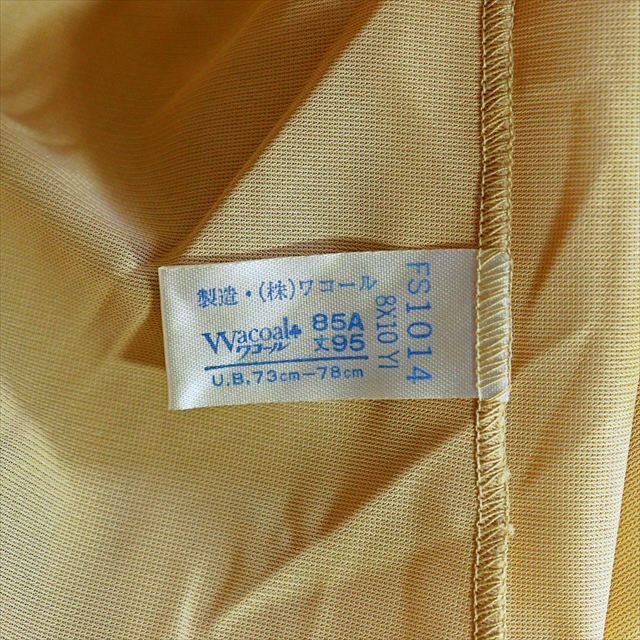 製造・(株)ワコール
Wacoal 85A
ワコール 丈95
U.B.73cm-78cm
FS1014
8X10 YI